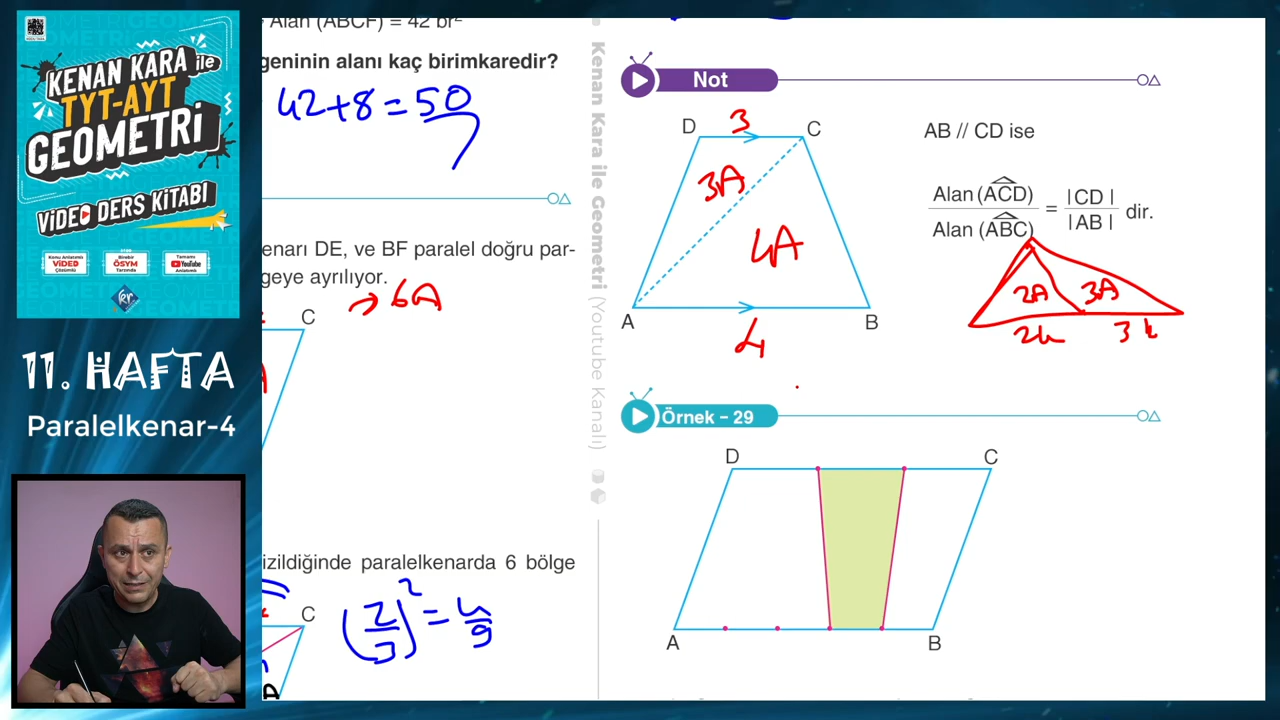 KENAN KARA ile
TYT-AYT
GEOMETRİ
VİDEO DERS KİTABI
11. HAFTA
Paralelkenar-4
Alan (ABCF) = 42 br²
geninin alanı kaç birimkaredir?
42+8=50
enarı DE, ve BF paralel doğru par-
geye ayrılıyor.
→ 6A
C
izildiğinde paralelkenarda 6 bölge
C
(2/3)² = 4/9
Kenan Kara ile Geometri (Youtube Kanalı)
Not
D 3 C
3A
4A
A B
4
AB // CD ise
Alan (ACD) / Alan (ABC) = |CD| / |AB| dir.
2A 3A
2k 3k
Örnek – 29
D C
A B